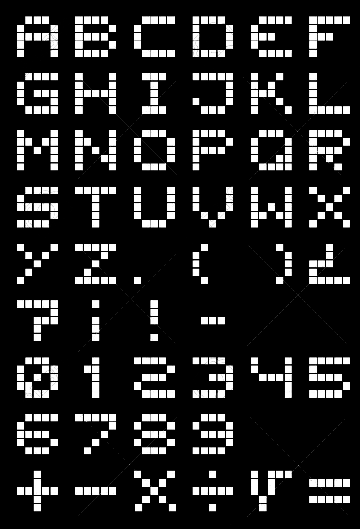 A B C D E F
G H I J K L
M N O P Q R
S T U V W X
Y Z . ( ) £
? ¡ ! -
0 1 2 3 4 5
6 7 8 9
+ - × ÷ √ =